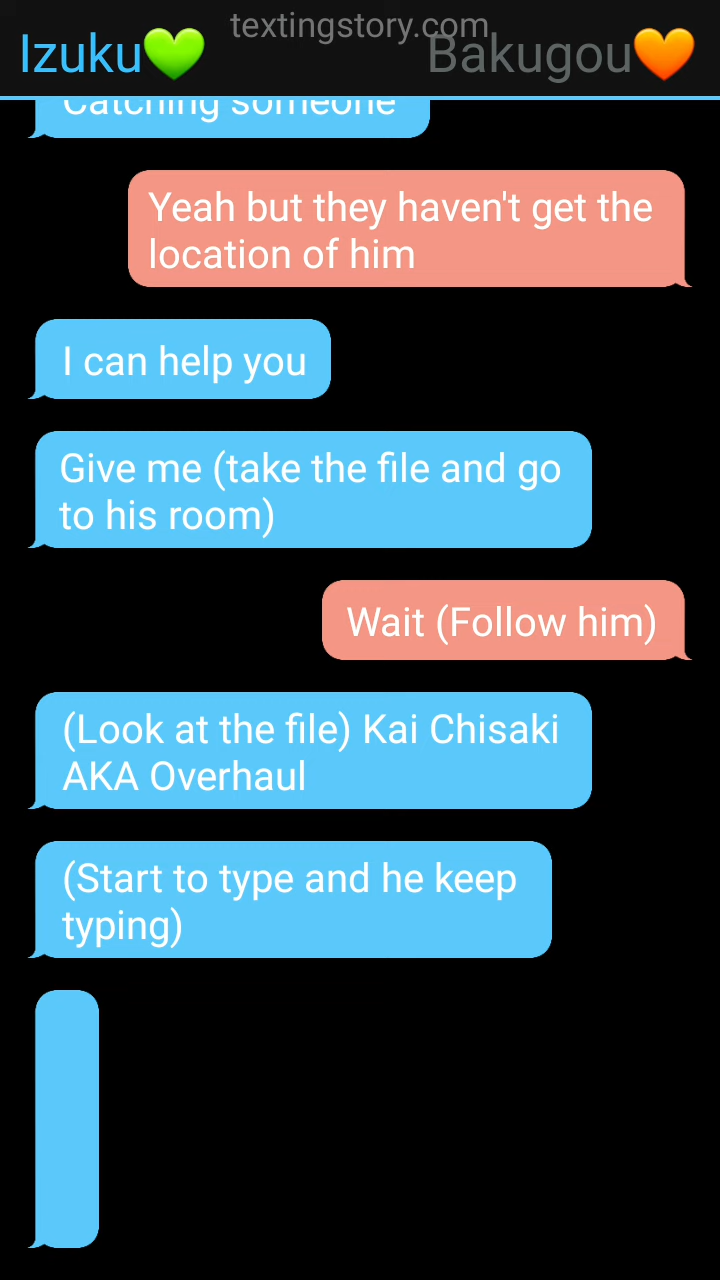 textingstory.com
Izuku💚
Bakugou🧡
Catching someone
Yeah but they haven't get the
location of him
I can help you
Give me (take the file and go
to his room)
Wait (Follow him)
(Look at the file) Kai Chisaki
AKA Overhaul
(Start to type and he keep
typing)